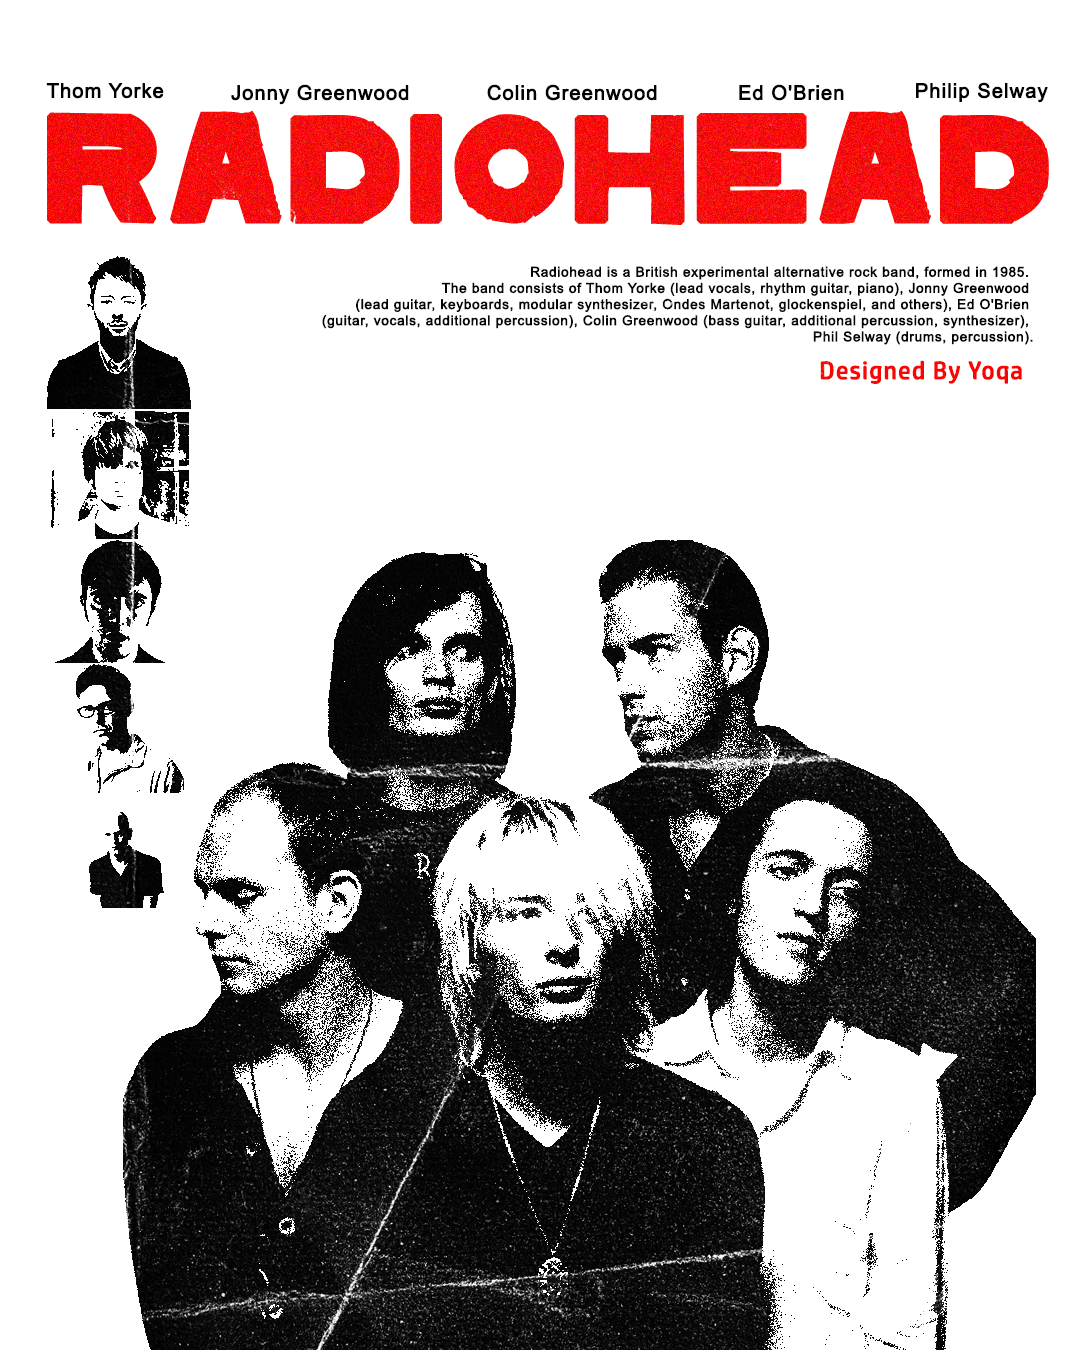 Thom Yorke Jonny Greenwood Colin Greenwood Ed O'Brien Philip Selway
RADIOHEAD
Radiohead is a British experimental alternative rock band, formed in 1985.
The band consists of Thom Yorke (lead vocals, rhythm guitar, piano), Jonny Greenwood
(lead guitar, keyboards, modular synthesizer, Ondes Martenot, glockenspiel, and others), Ed O'Brien
(guitar, vocals, additional percussion), Colin Greenwood (bass guitar, additional percussion, synthesizer),
Phil Selway (drums, percussion).
Designed By Yoqa
R